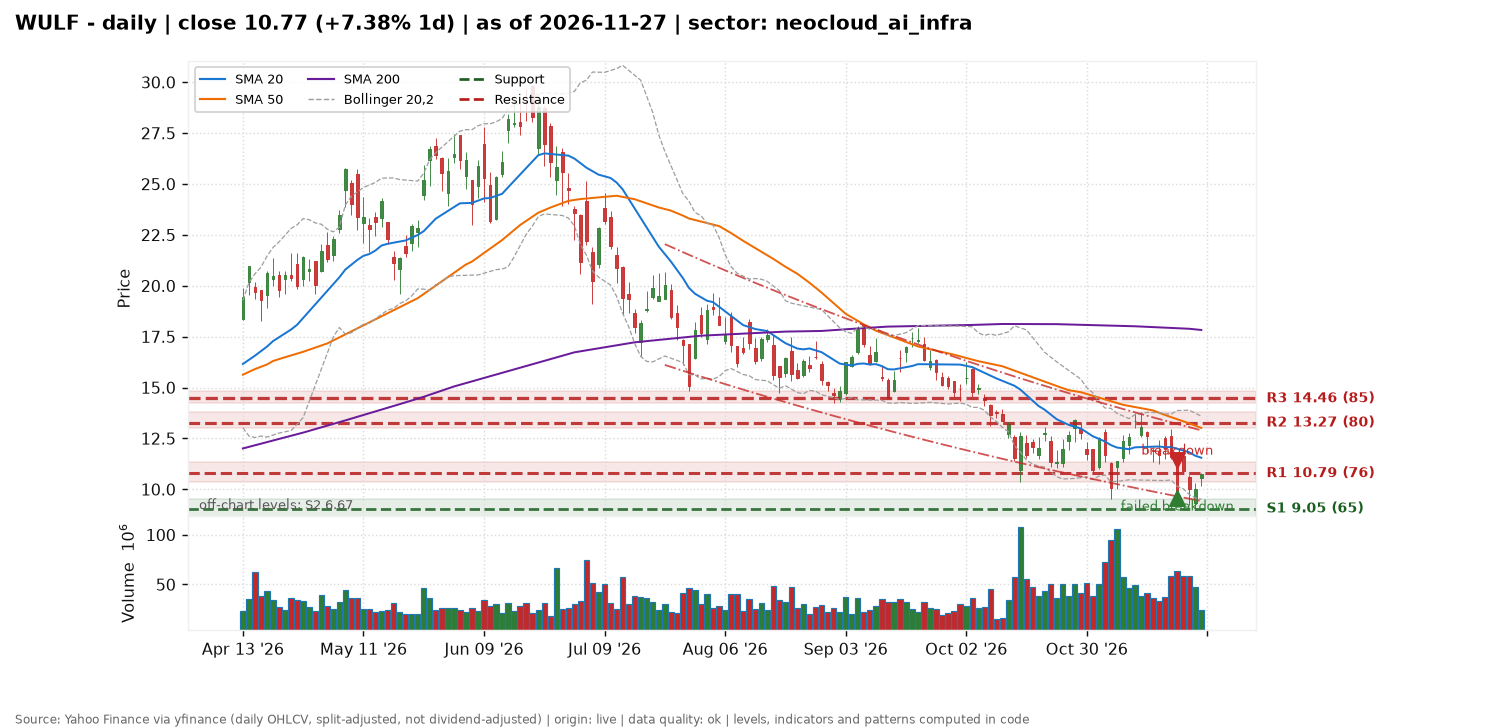 WULF - daily | close 10.77 (+7.38% 1d) | as of 2026-11-27 | sector: neocloud_ai_infra
SMA 20
SMA 50
SMA 200
Bollinger 20,2
Support
Resistance
Price
30.0
27.5
25.0
22.5
20.0
17.5
15.0
12.5
10.0
R3 14.46 (85)
R2 13.27 (80)
R1 10.79 (76)
S1 9.05 (65)
breakdown
failed breakdown
off-chart levels: S2 6.67
Volume 10⁶
100
50
Apr 13 '26
May 11 '26
Jun 09 '26
Jul 09 '26
Aug 06 '26
Sep 03 '26
Oct 02 '26
Oct 30 '26
Source: Yahoo Finance via yfinance (daily OHLCV, split-adjusted, not dividend-adjusted) | origin: live | data quality: ok | levels, indicators and patterns computed in code